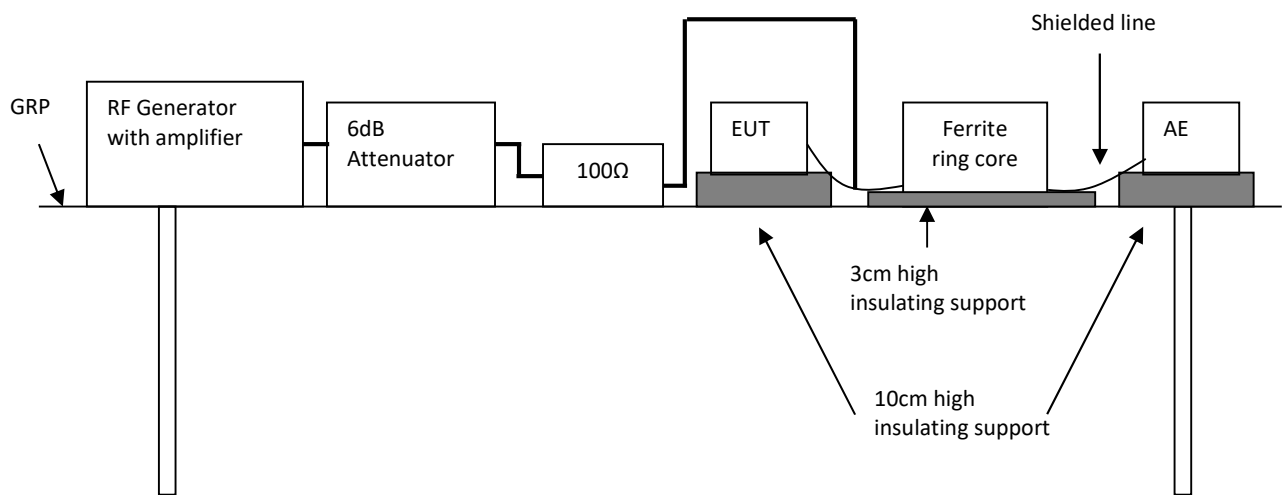 Shielded line
GRP
RF Generator
with amplifier
6dB
Attenuator
100Ω
EUT
Ferrite
ring core
AE
3cm high
insulating support
10cm high
insulating support